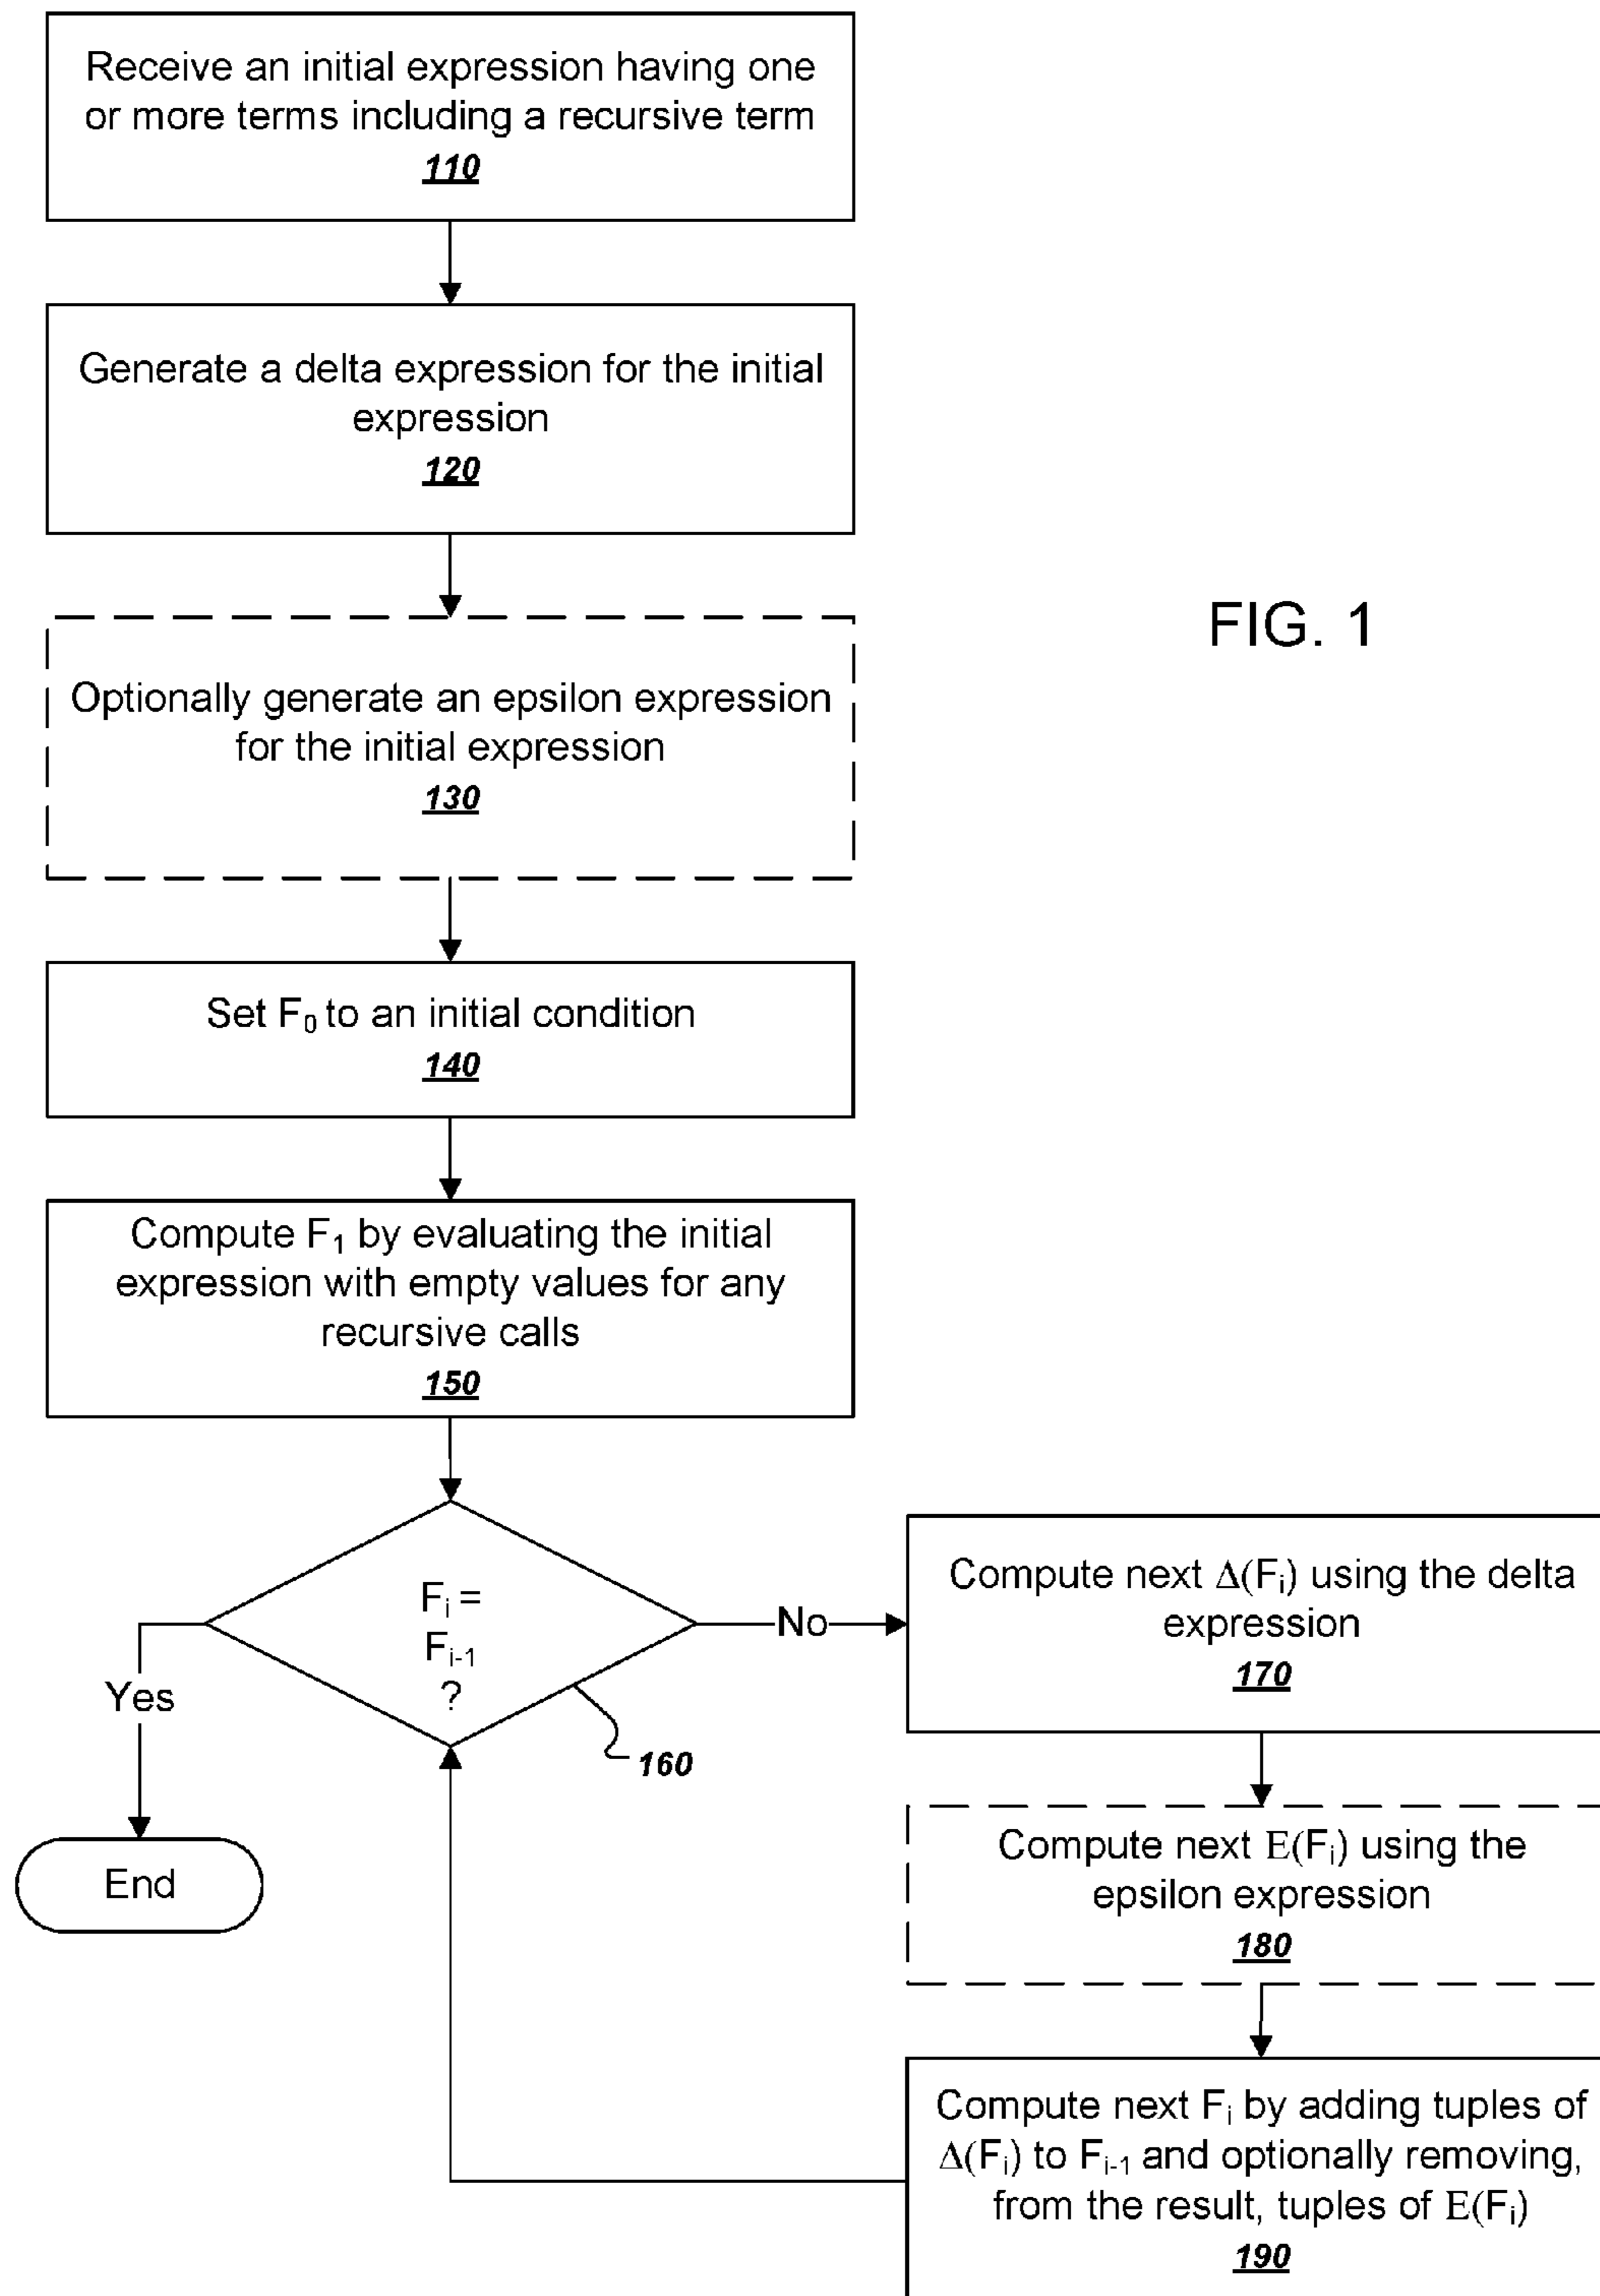 Receive an initial expression having one
or more terms including a recursive term
110
Generate a delta expression for the initial
expression
120
FIG. 1
Optionally generate an epsilon expression
for the initial expression
130
Set F₀ to an initial condition
140
Compute F₁ by evaluating the initial
expression with empty values for any
recursive calls
150
Fᵢ =
Fᵢ₋₁
?
160
Yes
End
No
Compute next Δ(Fᵢ) using the delta
expression
170
Compute next Ε(Fᵢ) using the
epsilon expression
180
Compute next Fᵢ by adding tuples of
Δ(Fᵢ) to Fᵢ₋₁ and optionally removing,
from the result, tuples of Ε(Fᵢ)
190